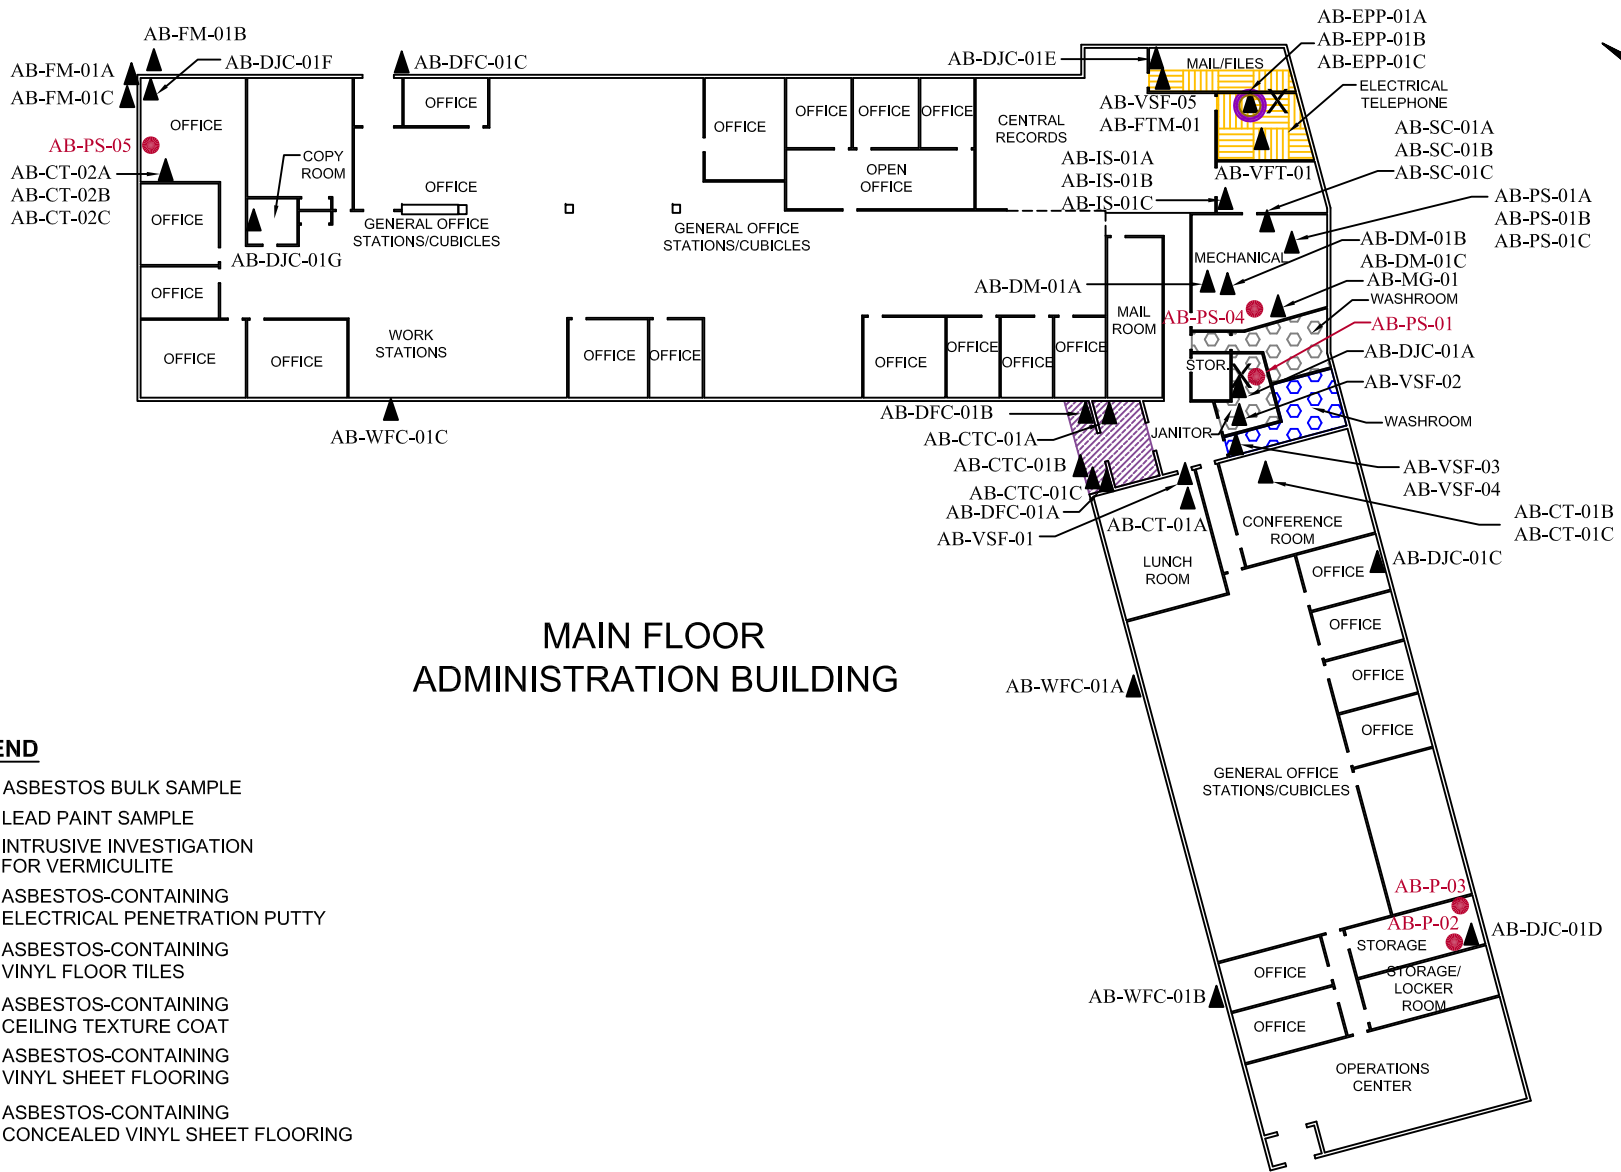 AB-FM-01B
AB-FM-01A
AB-FM-01C
AB-DJC-01F
AB-DFC-01C
OFFICE
AB-PS-05
AB-CT-02A
AB-CT-02B
AB-CT-02C
COPY
ROOM
OFFICE
OFFICE
GENERAL OFFICE
STATIONS/CUBICLES
OFFICE
AB-DJC-01G
OFFICE
OFFICE
OFFICE
WORK
STATIONS
AB-WFC-01C
GENERAL OFFICE
STATIONS/CUBICLES
OFFICE
OFFICE
OFFICE
OFFICE
OPEN
OFFICE
OFFICE
OFFICE
OFFICE
OFFICE
OFFICE
OFFICE
CENTRAL
RECORDS
AB-DJC-01E
MAIL/FILES
AB-EPP-01A
AB-EPP-01B
AB-EPP-01C
ELECTRICAL
TELEPHONE
AB-VSF-05
AB-FTM-01
AB-SC-01A
AB-SC-01B
AB-SC-01C
AB-IS-01A
AB-IS-01B
AB-IS-01C
AB-VFT-01
AB-PS-01A
AB-PS-01B
AB-PS-01C
MECHANICAL
AB-DM-01B
AB-DM-01C
AB-DM-01A
AB-MG-01
MAIL
ROOM
AB-PS-04
WASHROOM
AB-PS-01
STOR.
X
X
AB-DJC-01A
AB-VSF-02
WASHROOM
JANITOR
AB-DFC-01B
AB-CTC-01A
AB-CTC-01B
AB-CTC-01C
AB-DFC-01A
AB-VSF-01
AB-CT-01A
AB-VSF-03
AB-VSF-04
AB-CT-01B
AB-CT-01C
CONFERENCE
ROOM
LUNCH
ROOM
AB-DJC-01C
OFFICE
OFFICE
OFFICE
OFFICE
MAIN FLOOR
ADMINISTRATION BUILDING
AB-WFC-01A
GENERAL OFFICE
STATIONS/CUBICLES
AB-P-03
AB-P-02
AB-DJC-01D
STORAGE
STORAGE/
LOCKER
ROOM
OFFICE
OFFICE
AB-WFC-01B
OPERATIONS
CENTER
END
ASBESTOS BULK SAMPLE
LEAD PAINT SAMPLE
INTRUSIVE INVESTIGATION
FOR VERMICULITE
ASBESTOS-CONTAINING
ELECTRICAL PENETRATION PUTTY
ASBESTOS-CONTAINING
VINYL FLOOR TILES
ASBESTOS-CONTAINING
CEILING TEXTURE COAT
ASBESTOS-CONTAINING
VINYL SHEET FLOORING
ASBESTOS-CONTAINING
CONCEALED VINYL SHEET FLOORING